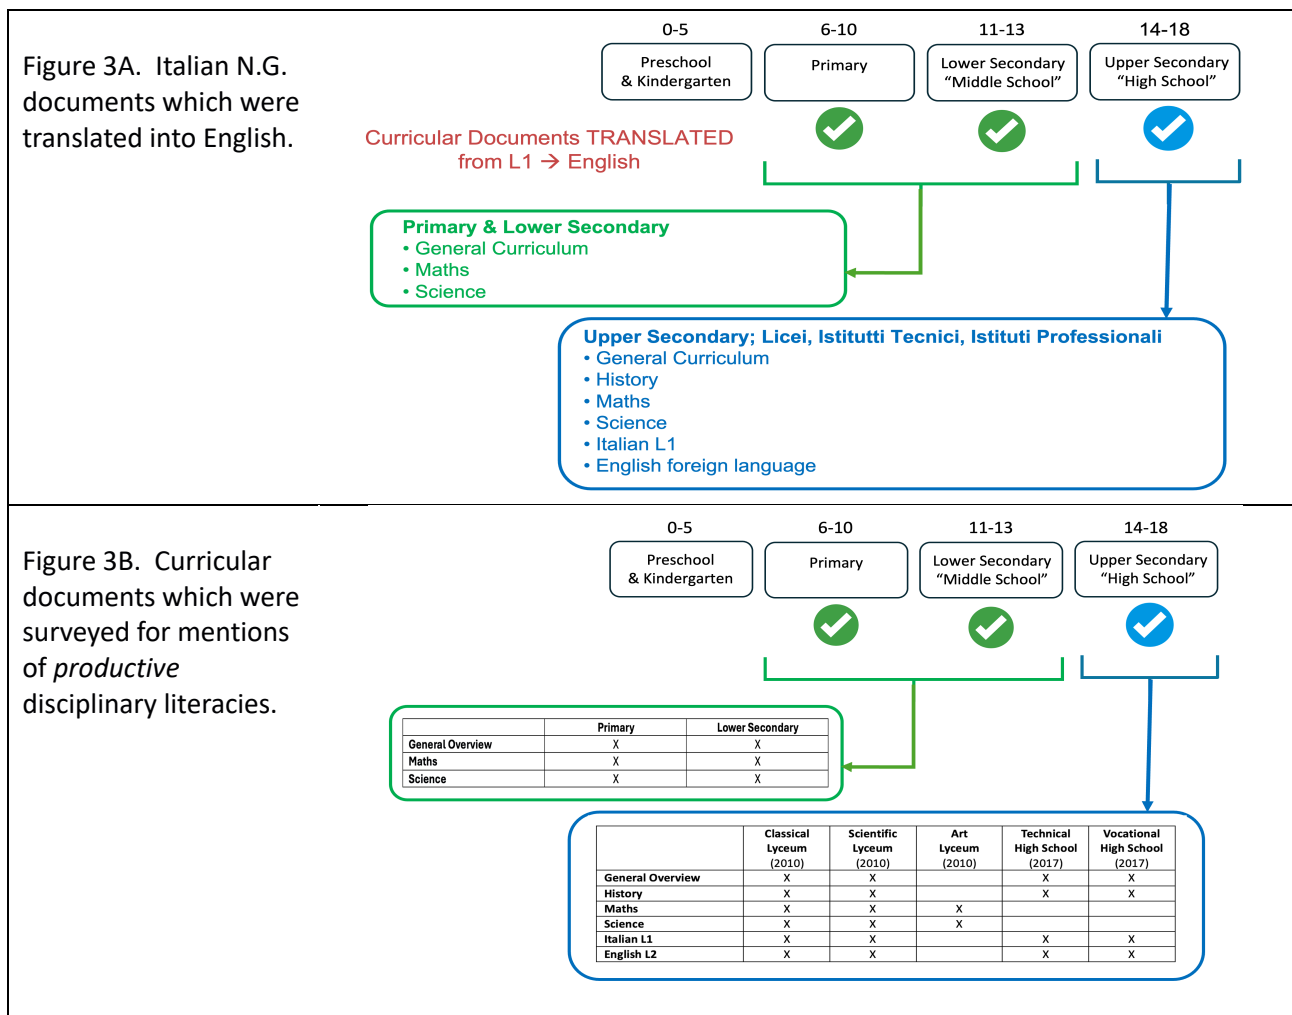 Figure 3A.  Italian N.G.
documents which were
translated into English.
0-5
6-10
11-13
14-18
Preschool
& Kindergarten
Primary
Lower Secondary
“Middle School”
Upper Secondary
“High School”
Curricular Documents TRANSLATED
from L1 → English
Primary & Lower Secondary
• General Curriculum
• Maths
• Science
Upper Secondary; Licei, Istitutti Tecnici, Istituti Professionali
• General Curriculum
• History
• Maths
• Science
• Italian L1
• English foreign language
Figure 3B.  Curricular
documents which were
surveyed for mentions
of productive
disciplinary literacies.
0-5
6-10
11-13
14-18
Preschool
& Kindergarten
Primary
Lower Secondary
“Middle School”
Upper Secondary
“High School”
Primary Lower Secondary
General Overview X X
Maths X X
Science X X
Classical Scientific Art Technical Vocational
Lyceum Lyceum Lyceum High School High School
(2010) (2010) (2010) (2017) (2017)
General Overview X X X X
History X X X X
Maths X X X
Science X X X
Italian L1 X X X X
English L2 X X X X